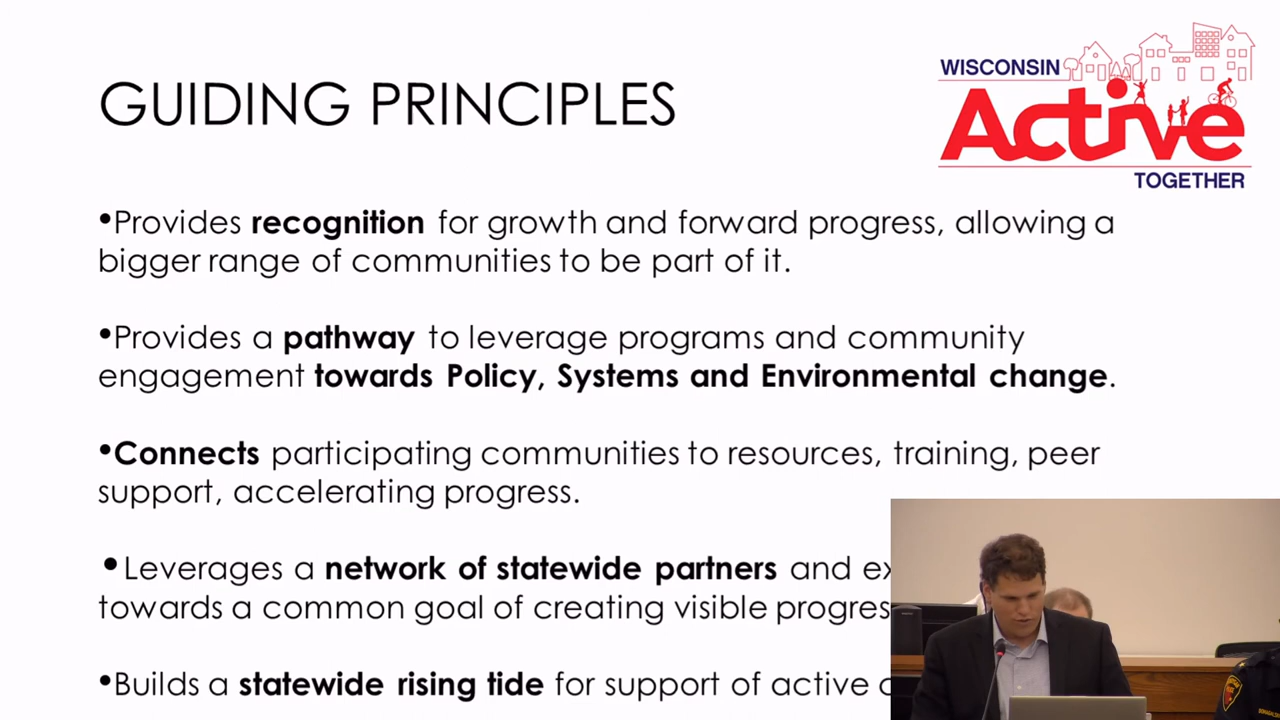 WISCONSIN
Active
TOGETHER
GUIDING PRINCIPLES
•Provides recognition for growth and forward progress, allowing a
bigger range of communities to be part of it.
•Provides a pathway to leverage programs and community
engagement towards Policy, Systems and Environmental change.
•Connects participating communities to resources, training, peer
support, accelerating progress.
•Leverages a network of statewide partners and
towards a common goal of creating visible
•Builds a statewide rising tide for support of active